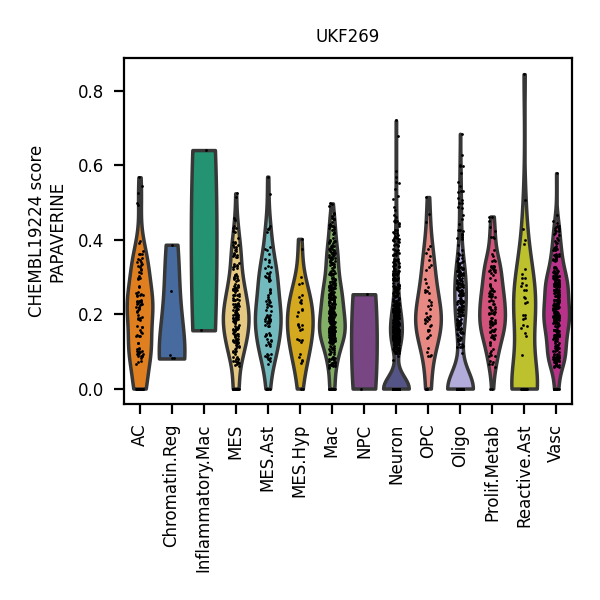 UKF269
CHEMBL19224 score
PAPAVERINE
0.8
0.6
0.4
0.2
0.0
AC
Chromatin.Reg
Inflammatory.Mac
MES
MES.Ast
MES.Hyp
Mac
NPC
Neuron
OPC
Oligo
Prolif.Metab
Reactive.Ast
Vasc